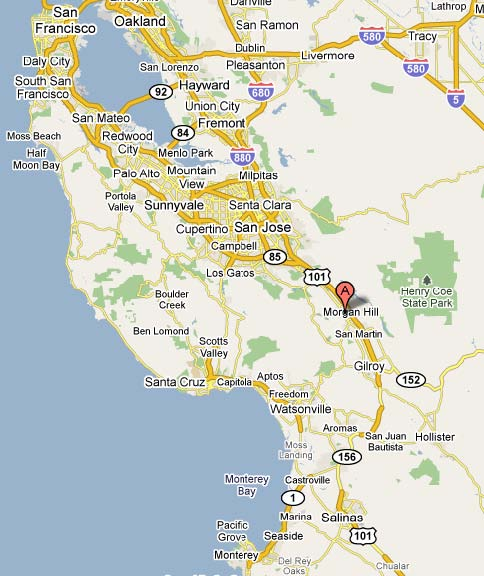 Emeryville
Danville
Lathrop
San
Francisco
Oakland
San Ramon
Tracy
580
Dublin
Daly City
San Lorenzo
Pleasanton
Livermore
580
South San
Francisco
92
Hayward
680
5
Union City
San Mateo
Fremont
Moss Beach
Redwood
City
84
Half
Moon Bay
Menlo Park
880
Palo Alto
Mountain
View
Milpitas
Portola
Valley
Sunnyvale
Santa Clara
Cupertino
San Jose
Campbell
85
Los Gatos
101
Henry Coe
State Park
A
Boulder
Creek
Morgan Hill
Ben Lomond
San Martin
Scotts
Valley
Gilroy
Santa Cruz
Capitola
Aptos
152
Freedom
Watsonville
Aromas
San Juan
Bautista
Hollister
Moss
Landing
156
Monterey
Bay
Castroville
1
Marina
Salinas
Pacific
Grove
Seaside
101
Monterey
Del Rey
Oaks
Chualar